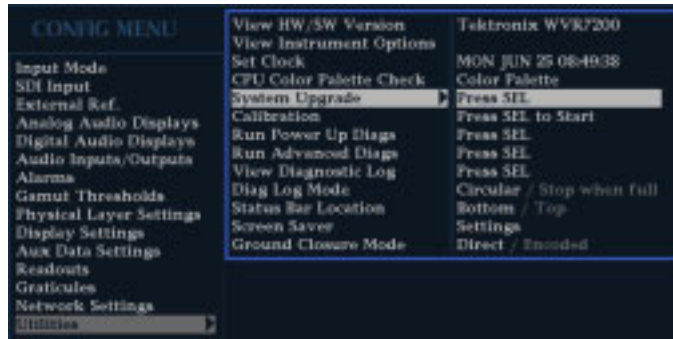 CONFIG MENU
Input Mode
SDI Input
External Ref.
Analog Audio Displays
Digital Audio Displays
Audio Inputs/Outputs
Alarms
Gamut Thresholds
Physical Layer Settings
Display Settings
Aux Data Settings
Readouts
Graticules
Network Settings
Utilities
View HW/SW Version Tektronix WVR7200
View Instrument Options
Set Clock MON JUN 25 08:49:38
CPU Color Palette Check Color Palette
System Upgrade Press SEL
Calibration Press SEL to Start
Run Power Up Diags Press SEL
Run Advanced Diags Press SEL
View Diagnostic Log Press SEL
Diag Log Mode Circular / Stop when full
Status Bar Location Bottom / Top
Screen Saver Settings
Ground Closure Mode Direct / Encoded